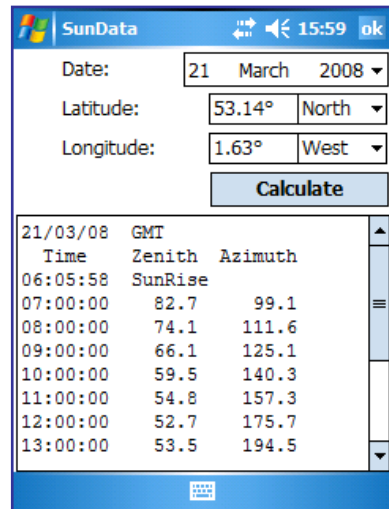 SunData 15:59 ok
Date: 21 March 2008
Latitude: 53.14° North
Longitude: 1.63° West
Calculate
21/03/08 GMT
Time Zenith Azimuth
06:05:58 SunRise
07:00:00 82.7 99.1
08:00:00 74.1 111.6
09:00:00 66.1 125.1
10:00:00 59.5 140.3
11:00:00 54.8 157.3
12:00:00 52.7 175.7
13:00:00 53.5 194.5